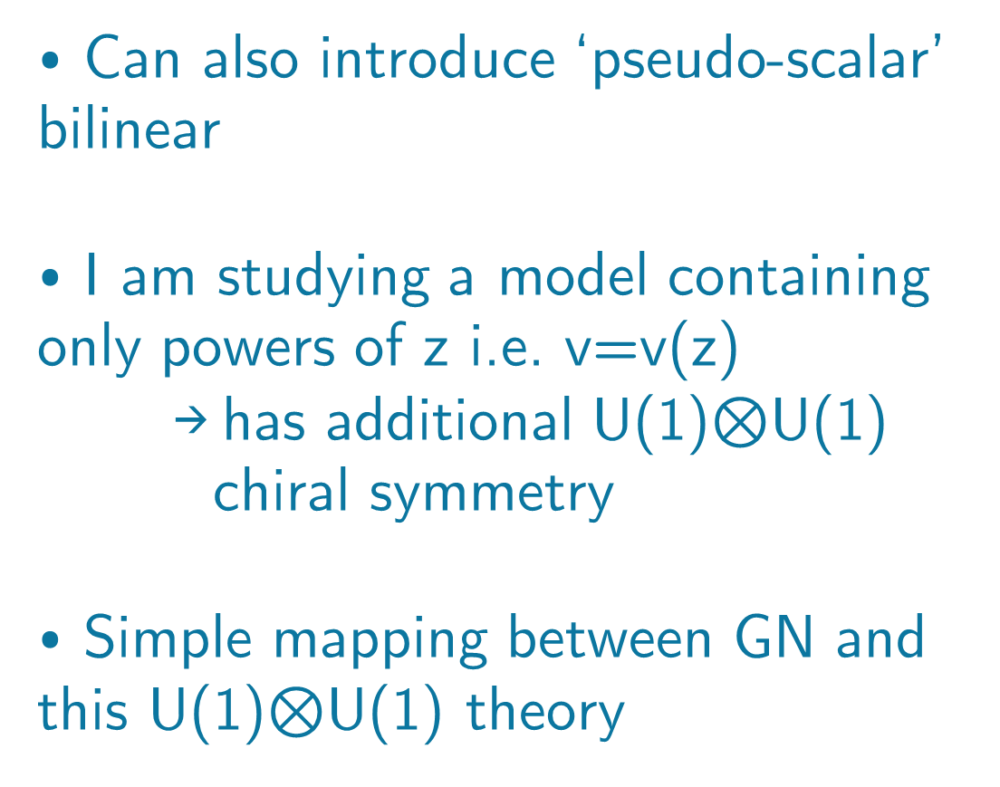 • Can also introduce ‘pseudo-scalar’
bilinear
• I am studying a model containing
only powers of z i.e. v=v(z)
→ has additional U(1)⊗U(1)
chiral symmetry
• Simple mapping between GN and
this U(1)⊗U(1) theory